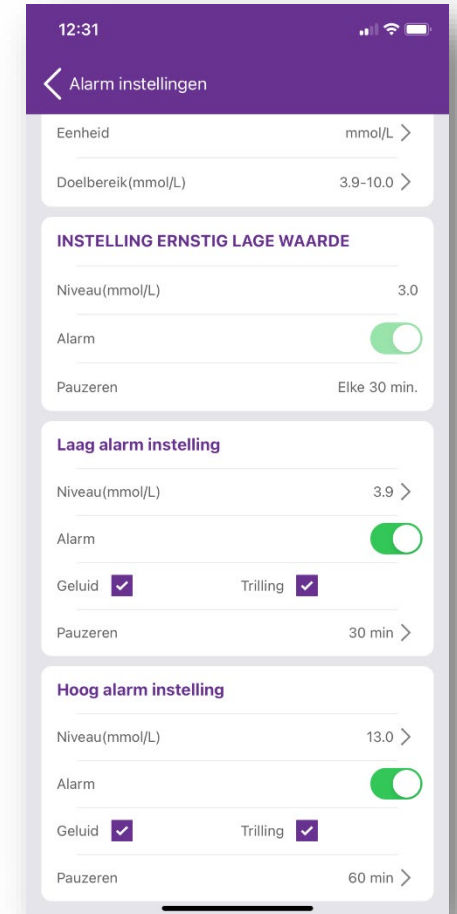 12:31
Alarm instellingen
Eenheid mmol/L
Doelbereik(mmol/L) 3.9-10.0
INSTELLING ERNSTIG LAGE WAARDE
Niveau(mmol/L) 3.0
Alarm
Pauzeren Elke 30 min.
Laag alarm instelling
Niveau(mmol/L) 3.9
Alarm
Geluid Trilling
Pauzeren 30 min
Hoog alarm instelling
Niveau(mmol/L) 13.0
Alarm
Geluid Trilling
Pauzeren 60 min